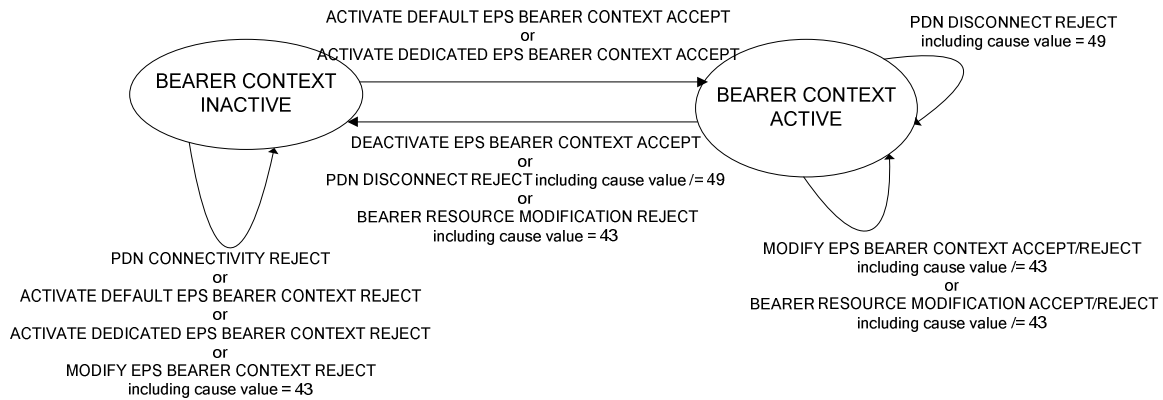 ACTIVATE DEFAULT EPS BEARER CONTEXT ACCEPT
or
ACTIVATE DEDICATED EPS BEARER CONTEXT ACCEPT
PDN DISCONNECT REJECT
including cause value = 49
BEARER CONTEXT
INACTIVE
BEARER CONTEXT
ACTIVE
DEACTIVATE EPS BEARER CONTEXT ACCEPT
or
PDN DISCONNECT REJECT including cause value /= 49
or
BEARER RESOURCE MODIFICATION REJECT
including cause value = 43
PDN CONNECTIVITY REJECT
or
ACTIVATE DEFAULT EPS BEARER CONTEXT REJECT
or
ACTIVATE DEDICATED EPS BEARER CONTEXT REJECT
or
MODIFY EPS BEARER CONTEXT REJECT
including cause value = 43
MODIFY EPS BEARER CONTEXT ACCEPT/REJECT
including cause value /= 43
or
BEARER RESOURCE MODIFICATION ACCEPT/REJECT
including cause value /= 43